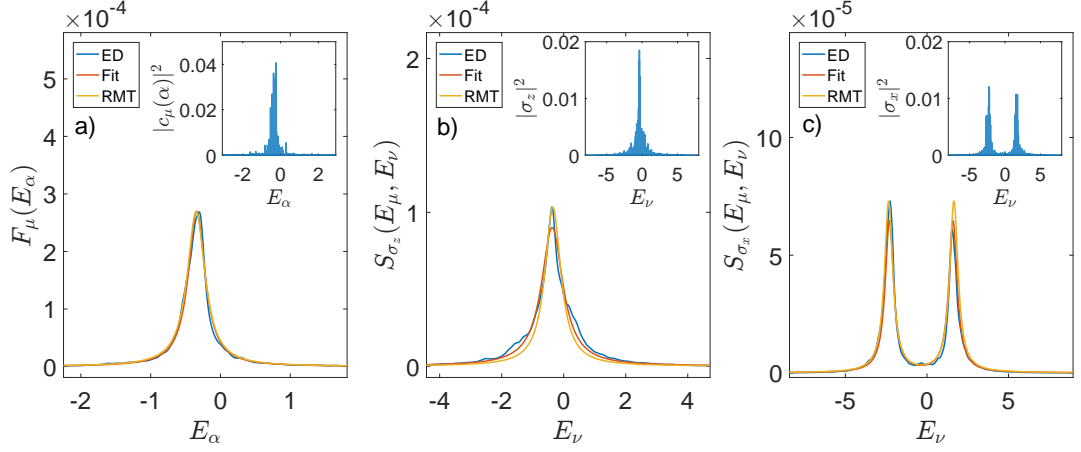 ×10⁻⁴
5
4
3
2
1
0
F_μ(E_α)
ED
Fit
RMT
a)
|c_μ(α)|²
0.04
0.02
0
-2 0 2
E_α
-2 -1 0 1
E_α
×10⁻⁴
2
1
0
S_{σ_z}(E_μ, E_ν)
ED
Fit
RMT
b)
|σ_z|²
0.02
0.01
0
-5 0 5
E_ν
-4 -2 0 2 4
E_ν
×10⁻⁵
10
5
0
S_{σ_x}(E_μ, E_ν)
ED
Fit
RMT
c)
|σ_x|²
0.02
0.01
0
-5 0 5
E_ν
-5 0 5
E_ν